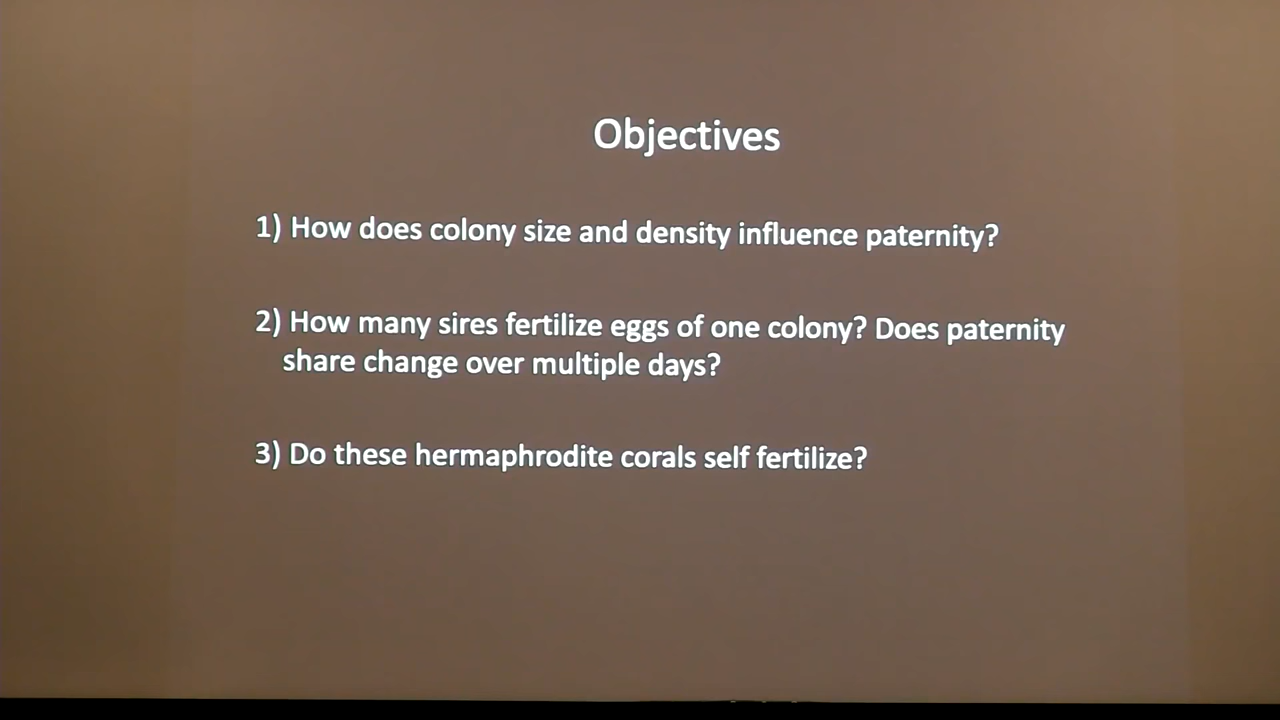 Objectives
1) How does colony size and density influence paternity?
2) How many sires fertilize eggs of one colony? Does paternity
share change over multiple days?
3) Do these hermaphrodite corals self fertilize?